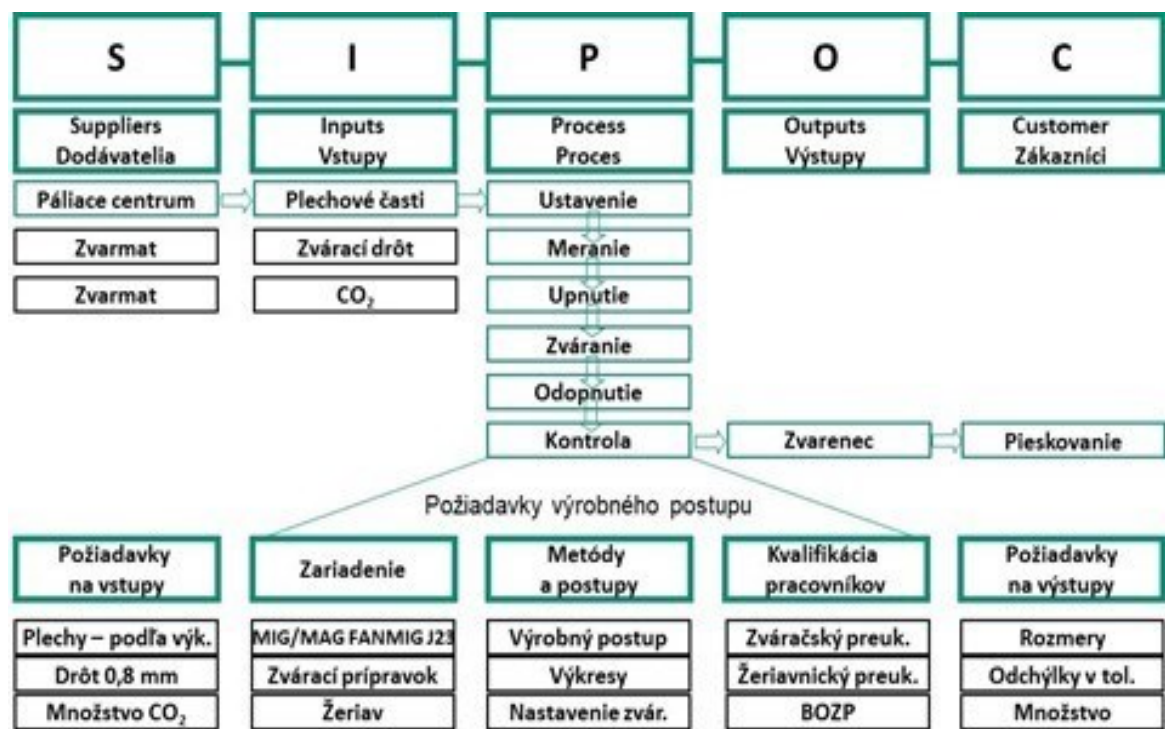 S
I
P
O
C
Suppliers
Dodávatelia
Inputs
Vstupy
Process
Proces
Outputs
Výstupy
Customer
Zákazníci
Páliace centrum
Plechové časti
Ustavenie
Zvarmat
Zvárací drôt
Meranie
Zvarmat
CO₂
Upnutie
Zváranie
Odopnutie
Kontrola
Zvarenec
Pieskovanie
Požiadavky výrobného postupu
Požiadavky
na vstupy
Zariadenie
Metódy
a postupy
Kvalifikácia
pracovníkov
Požiadavky
na výstupy
Plechy – podľa výk.
MIG/MAG FANMIG J23
Výrobný postup
Zváračský preuk.
Rozmery
Drôt 0,8 mm
Zvárací prípravok
Výkresy
Žeriavnický preuk.
Odchýlky v tol.
Množstvo CO₂
Žeriav
Nastavenie zvár.
BOZP
Množstvo